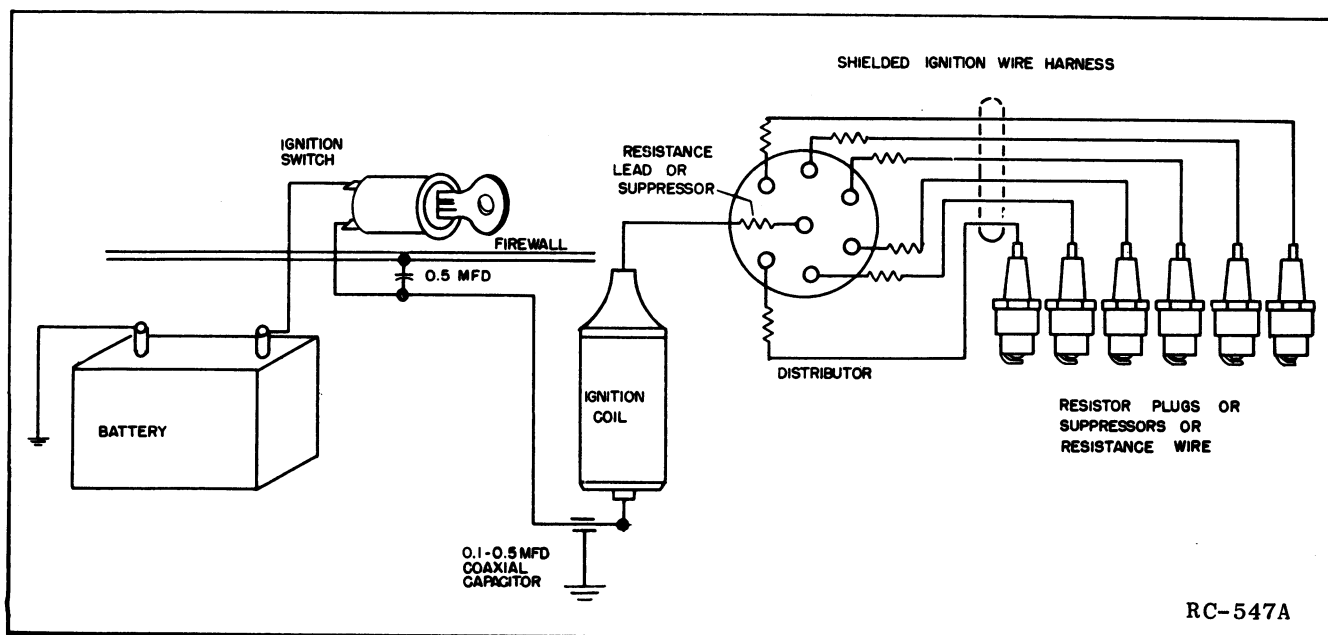 SHIELDED IGNITION WIRE HARNESS
IGNITION
SWITCH
RESISTANCE
LEAD OR
SUPPRESSOR
FIREWALL
0.5 MFD
DISTRIBUTOR
IGNITION
COIL
BATTERY
RESISTOR PLUGS OR
SUPPRESSORS OR
RESISTANCE WIRE
0.1-0.5 MFD
COAXIAL
CAPACITOR
RC-547A